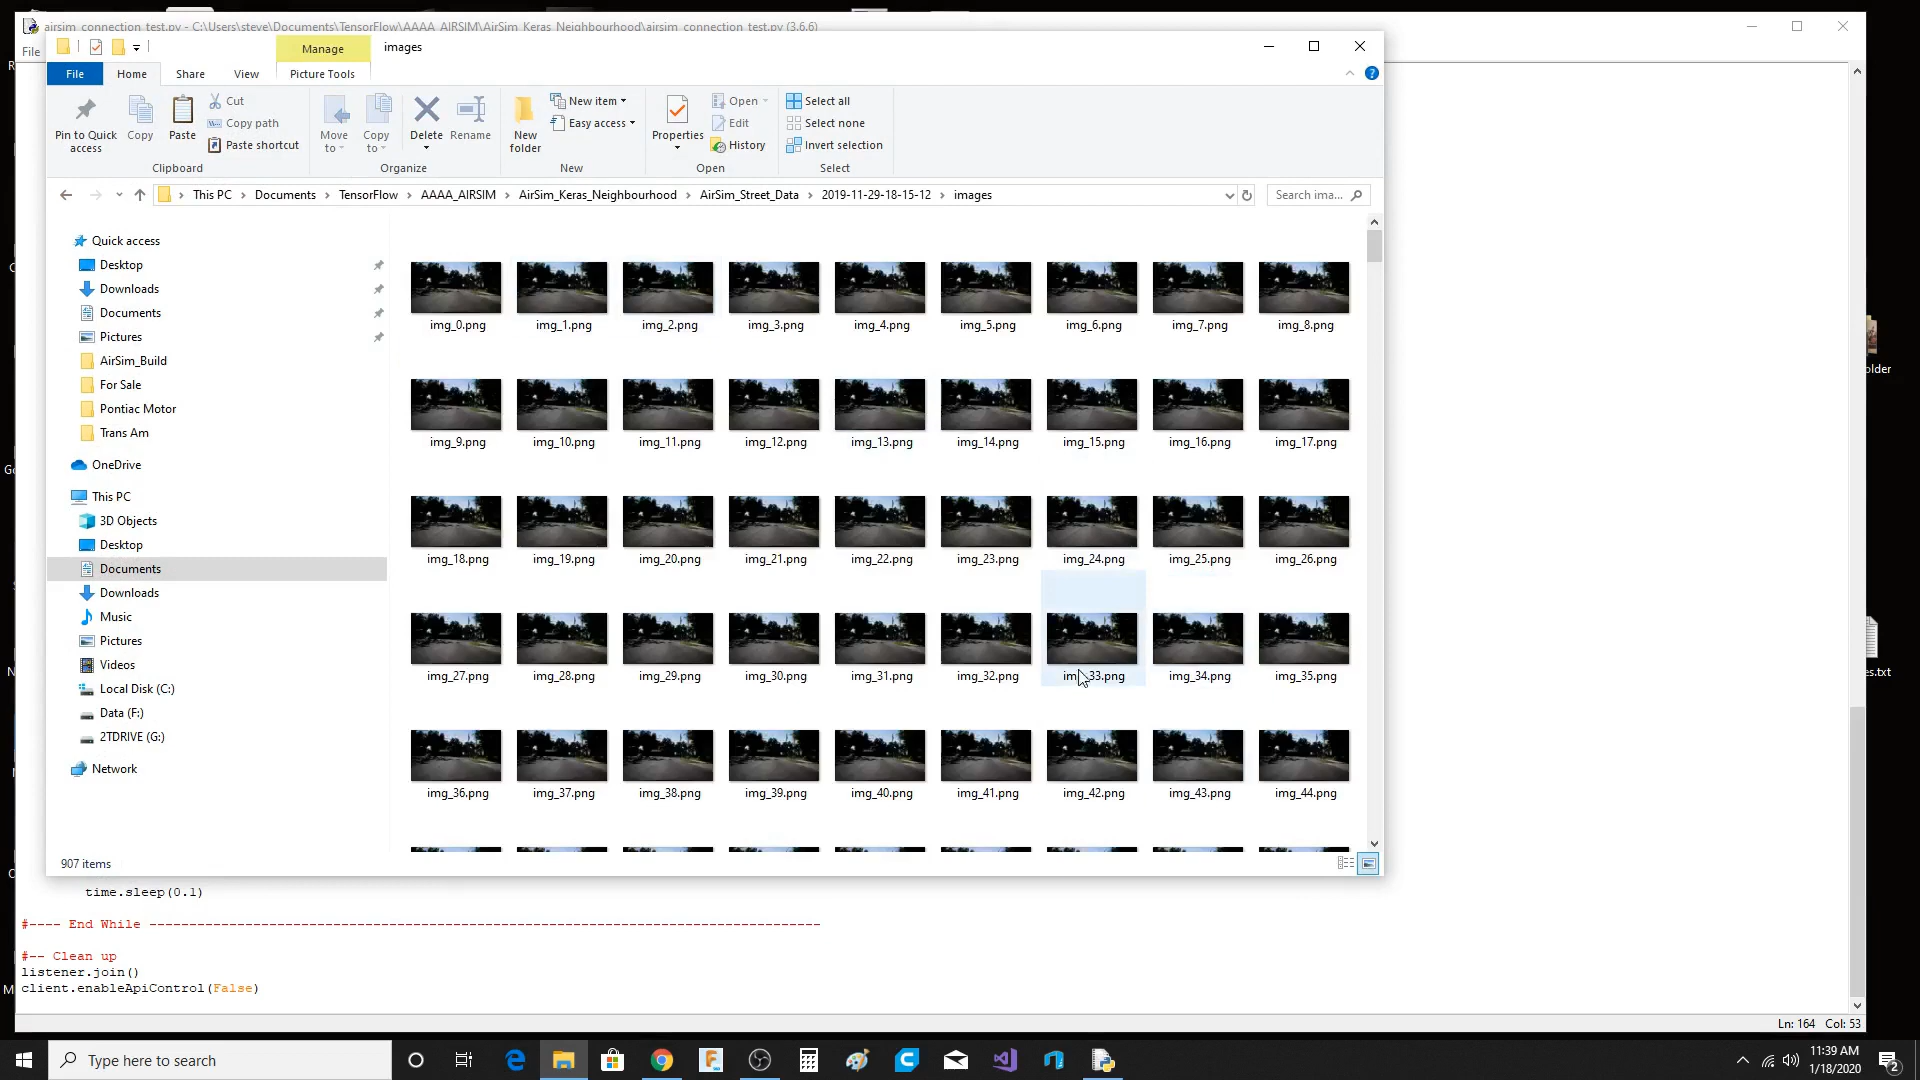 airsim_connection_test.py - C:\Users\steve\Documents\TensorFlow\AAAA_AIRSIM\AirSim_Keras_Neighbourhood\airsim_connection_test.py (3.6.6)
File
Manage
images
File
Home
Share
View
Picture Tools
Pin to Quick access
Copy
Paste
Cut
Copy path
Paste shortcut
Clipboard
Move to
Copy to
Delete
Rename
Organize
New folder
New item
Easy access
New
Properties
Open
Edit
History
Open
Select all
Select none
Invert selection
Select
This PC
Documents
TensorFlow
AAAA_AIRSIM
AirSim_Keras_Neighbourhood
AirSim_Street_Data
2019-11-29-18-15-12
images
Search ima...
Quick access
Desktop
Downloads
Documents
Pictures
AirSim_Build
For Sale
Pontiac Motor
Trans Am
OneDrive
This PC
3D Objects
Desktop
Documents
Downloads
Music
Pictures
Videos
Local Disk (C:)
Data (F:)
2TDRIVE (G:)
Network
img_0.png img_1.png img_2.png img_3.png img_4.png img_5.png img_6.png img_7.png img_8.png
img_9.png img_10.png img_11.png img_12.png img_13.png img_14.png img_15.png img_16.png img_17.png
img_18.png img_19.png img_20.png img_21.png img_22.png img_23.png img_24.png img_25.png img_26.png
img_27.png img_28.png img_29.png img_30.png img_31.png img_32.png img_33.png img_34.png img_35.png
img_36.png img_37.png img_38.png img_39.png img_40.png img_41.png img_42.png img_43.png img_44.png
907 items
older
es.txt
time.sleep(0.1)
#---- End While ------------------------------------------------------------------------------------
#-- Clean up
listener.join()
client.enableApiControl(False)
Ln: 164 Col: 53
Type here to search
11:39 AM
1/18/2020
2